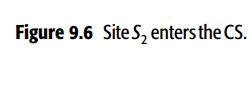 Figure 9.6 Site S₂ enters the CS.